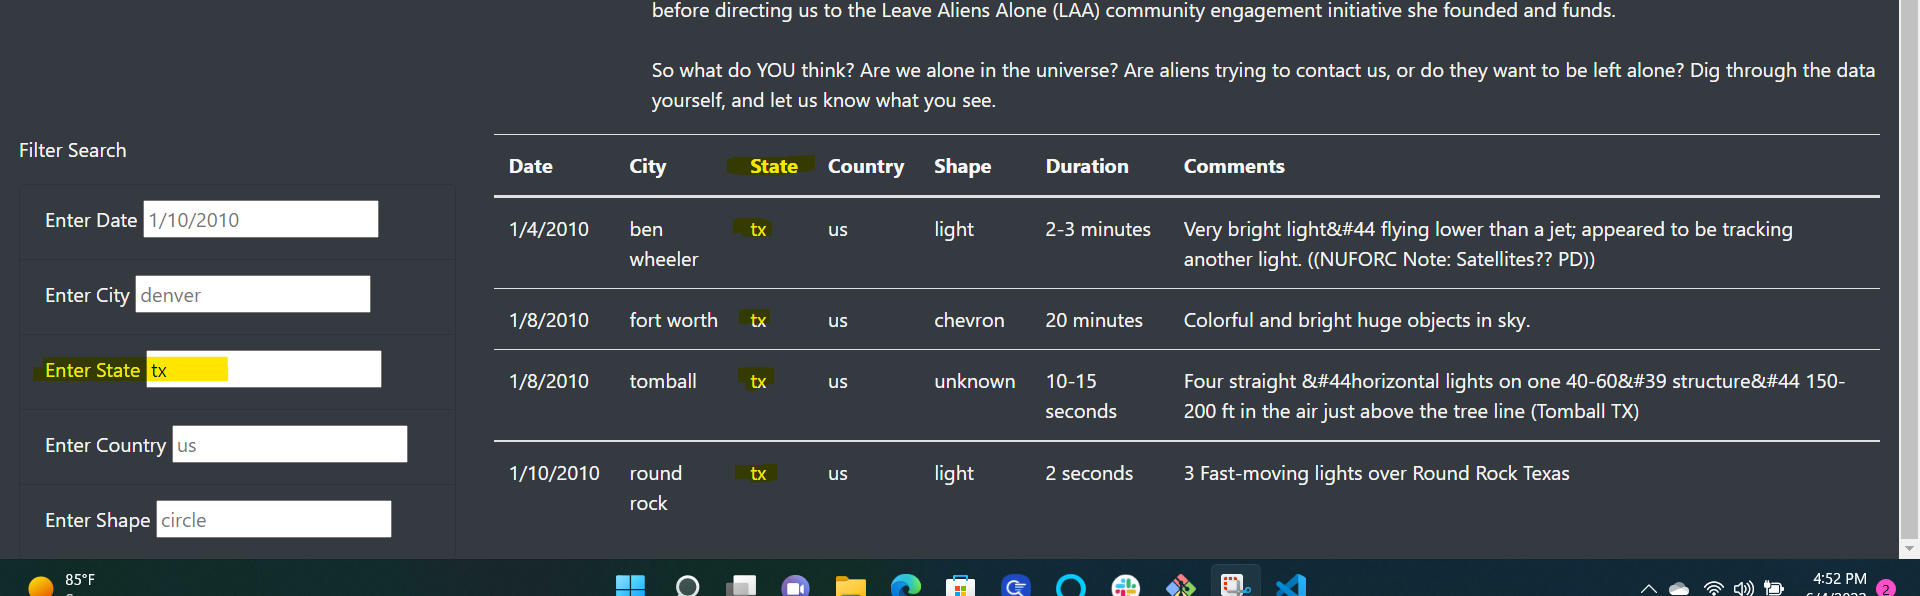 before directing us to the Leave Aliens Alone (LAA) community engagement initiative she founded and funds.
So what do YOU think? Are we alone in the universe? Are aliens trying to contact us, or do they want to be left alone? Dig through the data
yourself, and let us know what you see.
Filter Search
Enter Date 1/10/2010
Enter City denver
Enter State tx
Enter Country us
Enter Shape circle
Date City State Country Shape Duration Comments
1/4/2010 ben tx us light 2-3 minutes Very bright light&#44 flying lower than a jet; appeared to be tracking
wheeler another light. ((NUFORC Note: Satellites?? PD))
1/8/2010 fort worth tx us chevron 20 minutes Colorful and bright huge objects in sky.
1/8/2010 tomball tx us unknown 10-15 Four straight &#44horizontal lights on one 40-60&#39 structure&#44 150-
seconds 200 ft in the air just above the tree line (Tomball TX)
1/10/2010 round tx us light 2 seconds 3 Fast-moving lights over Round Rock Texas
rock
85°F
4:52 PM
2